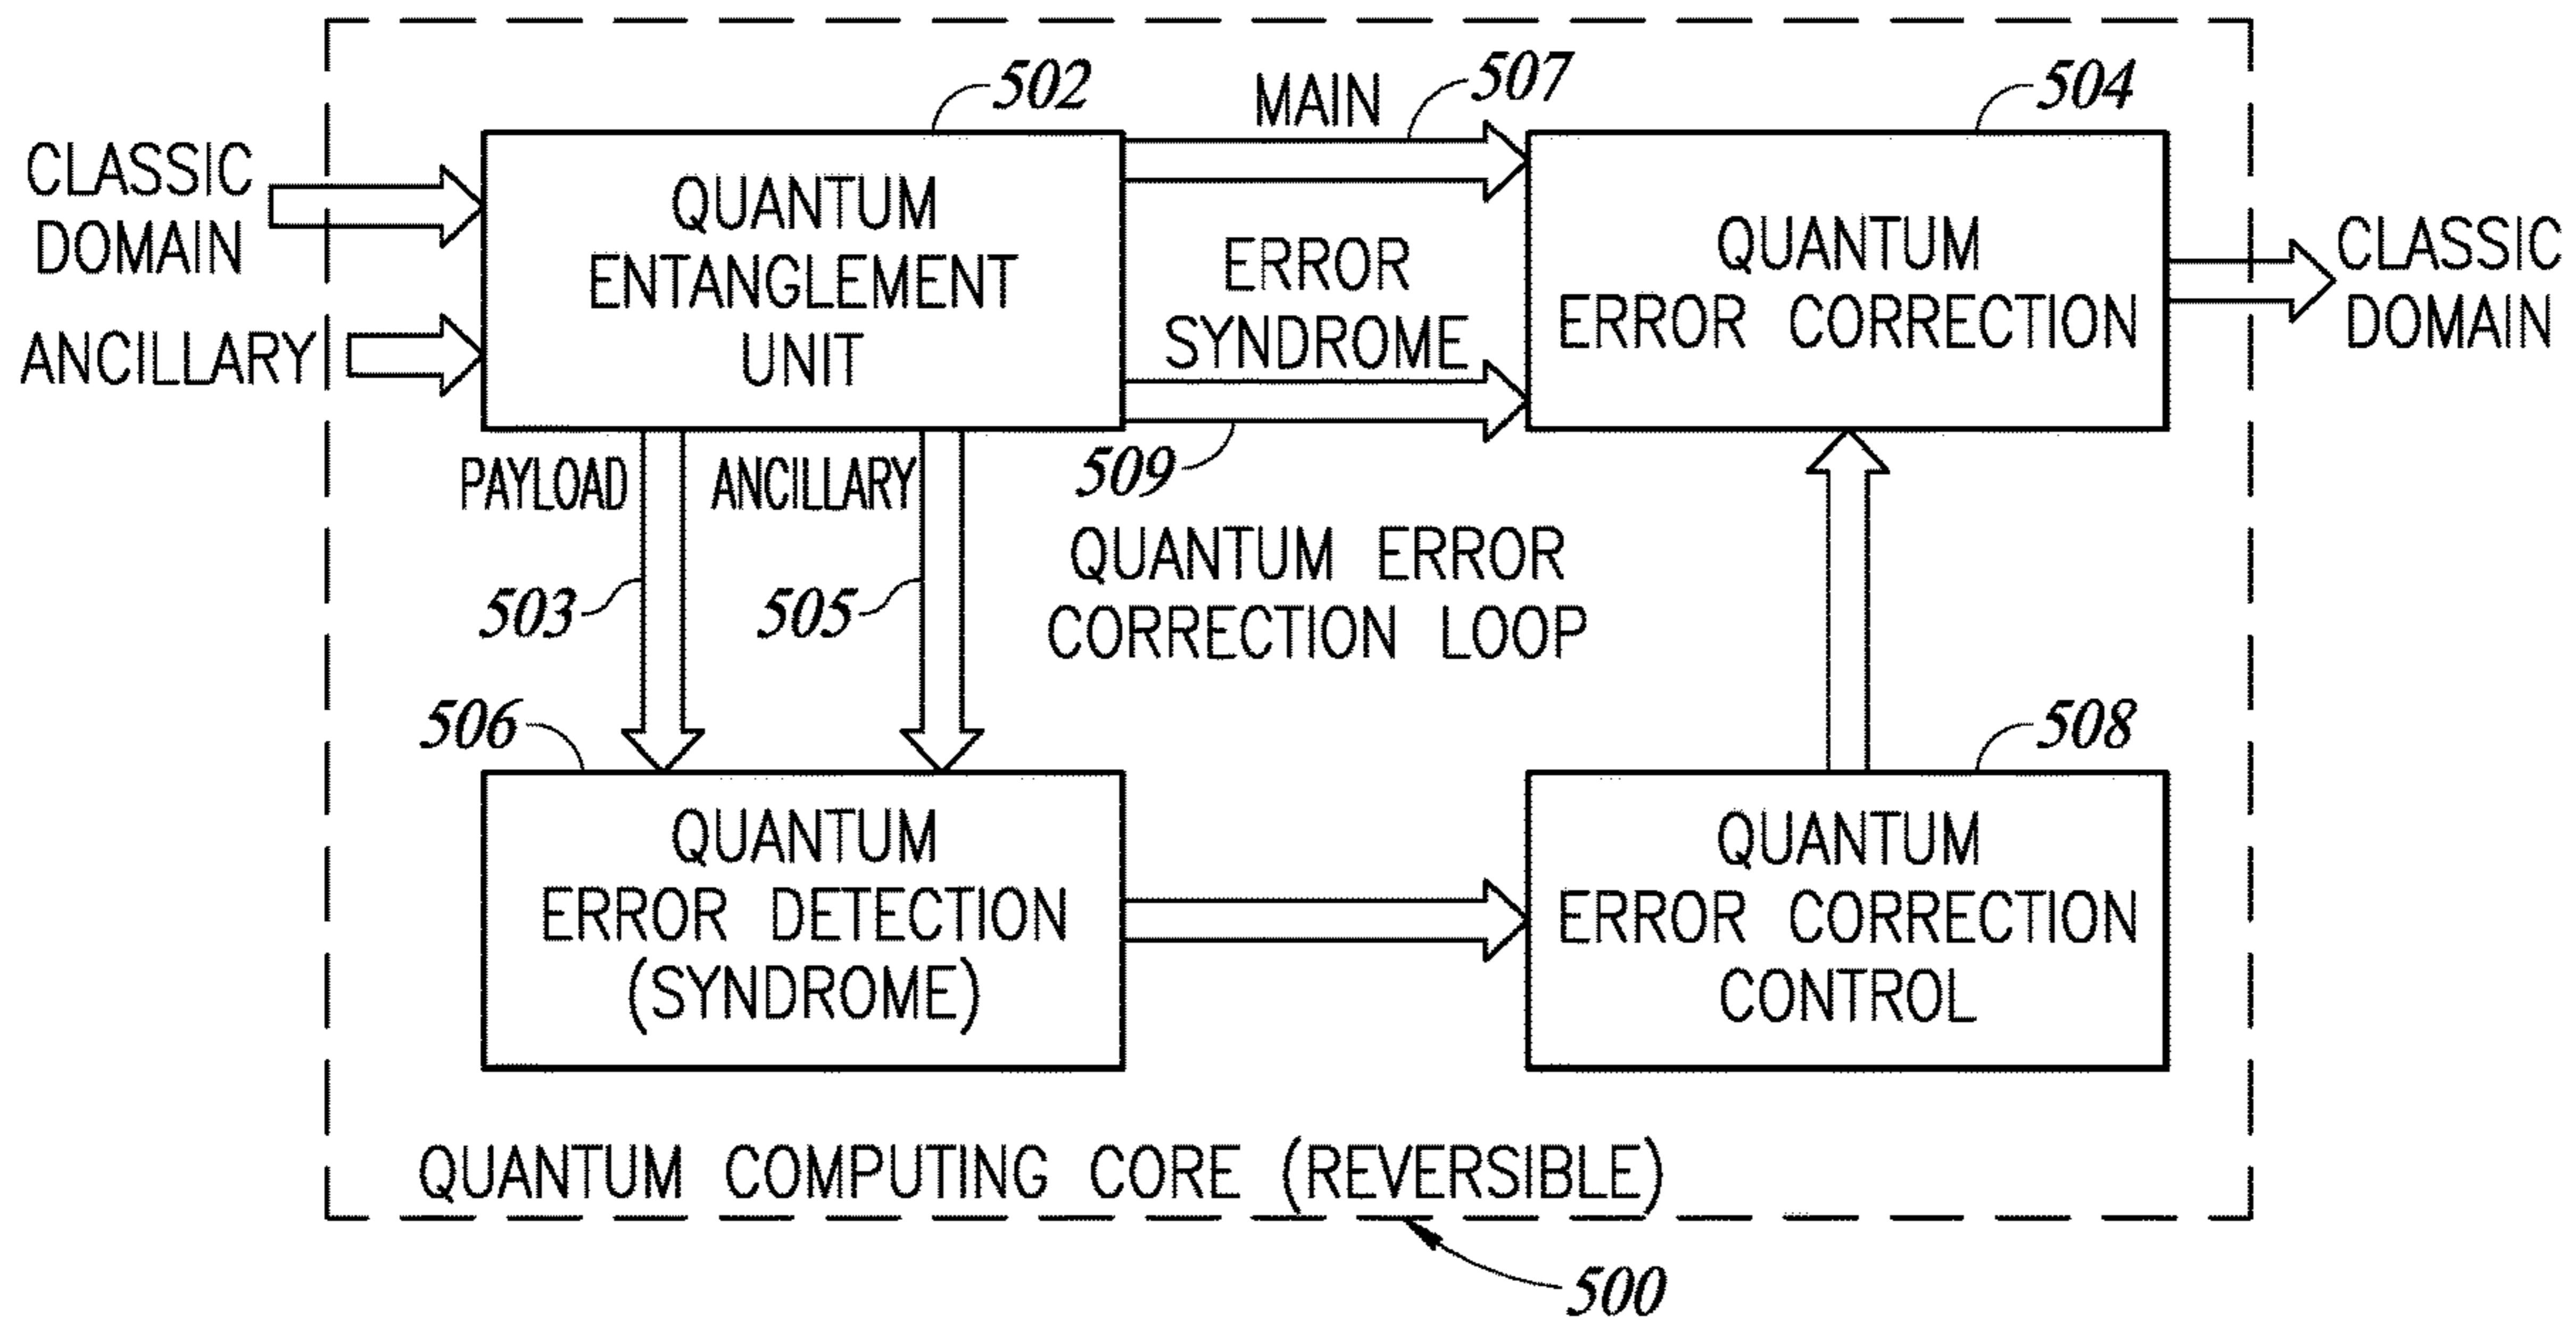 502
MAIN
507
504
CLASSIC
DOMAIN
QUANTUM
ENTANGLEMENT
UNIT
ERROR
SYNDROME
QUANTUM
ERROR CORRECTION
CLASSIC
DOMAIN
ANCILLARY
PAYLOAD
ANCILLARY
509
503
505
QUANTUM ERROR
CORRECTION LOOP
506
508
QUANTUM
ERROR DETECTION
(SYNDROME)
QUANTUM
ERROR CORRECTION
CONTROL
QUANTUM COMPUTING CORE (REVERSIBLE)
500